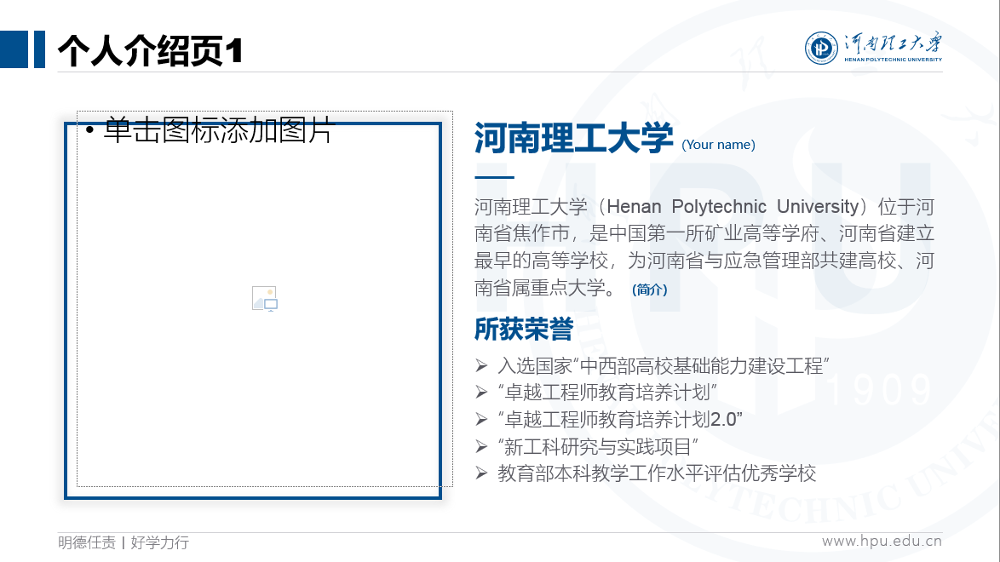 个人介绍页1
河南理工大学
HENAN POLYTECHNIC UNIVERSITY
• 单击图标添加图片
河南理工大学 (Your name)
河南理工大学（Henan Polytechnic University）位于河
南省焦作市，是中国第一所矿业高等学府、河南省建立
最早的高等学校，为河南省与应急管理部共建高校、河
南省属重点大学。 (简介)
所获荣誉
➢ 入选国家“中西部高校基础能力建设工程”
➢ “卓越工程师教育培养计划”
➢ “卓越工程师教育培养计划2.0”
➢ “新工科研究与实践项目”
➢ 教育部本科教学工作水平评估优秀学校
HPU
1909
明德任责 | 好学力行
www.hpu.edu.cn